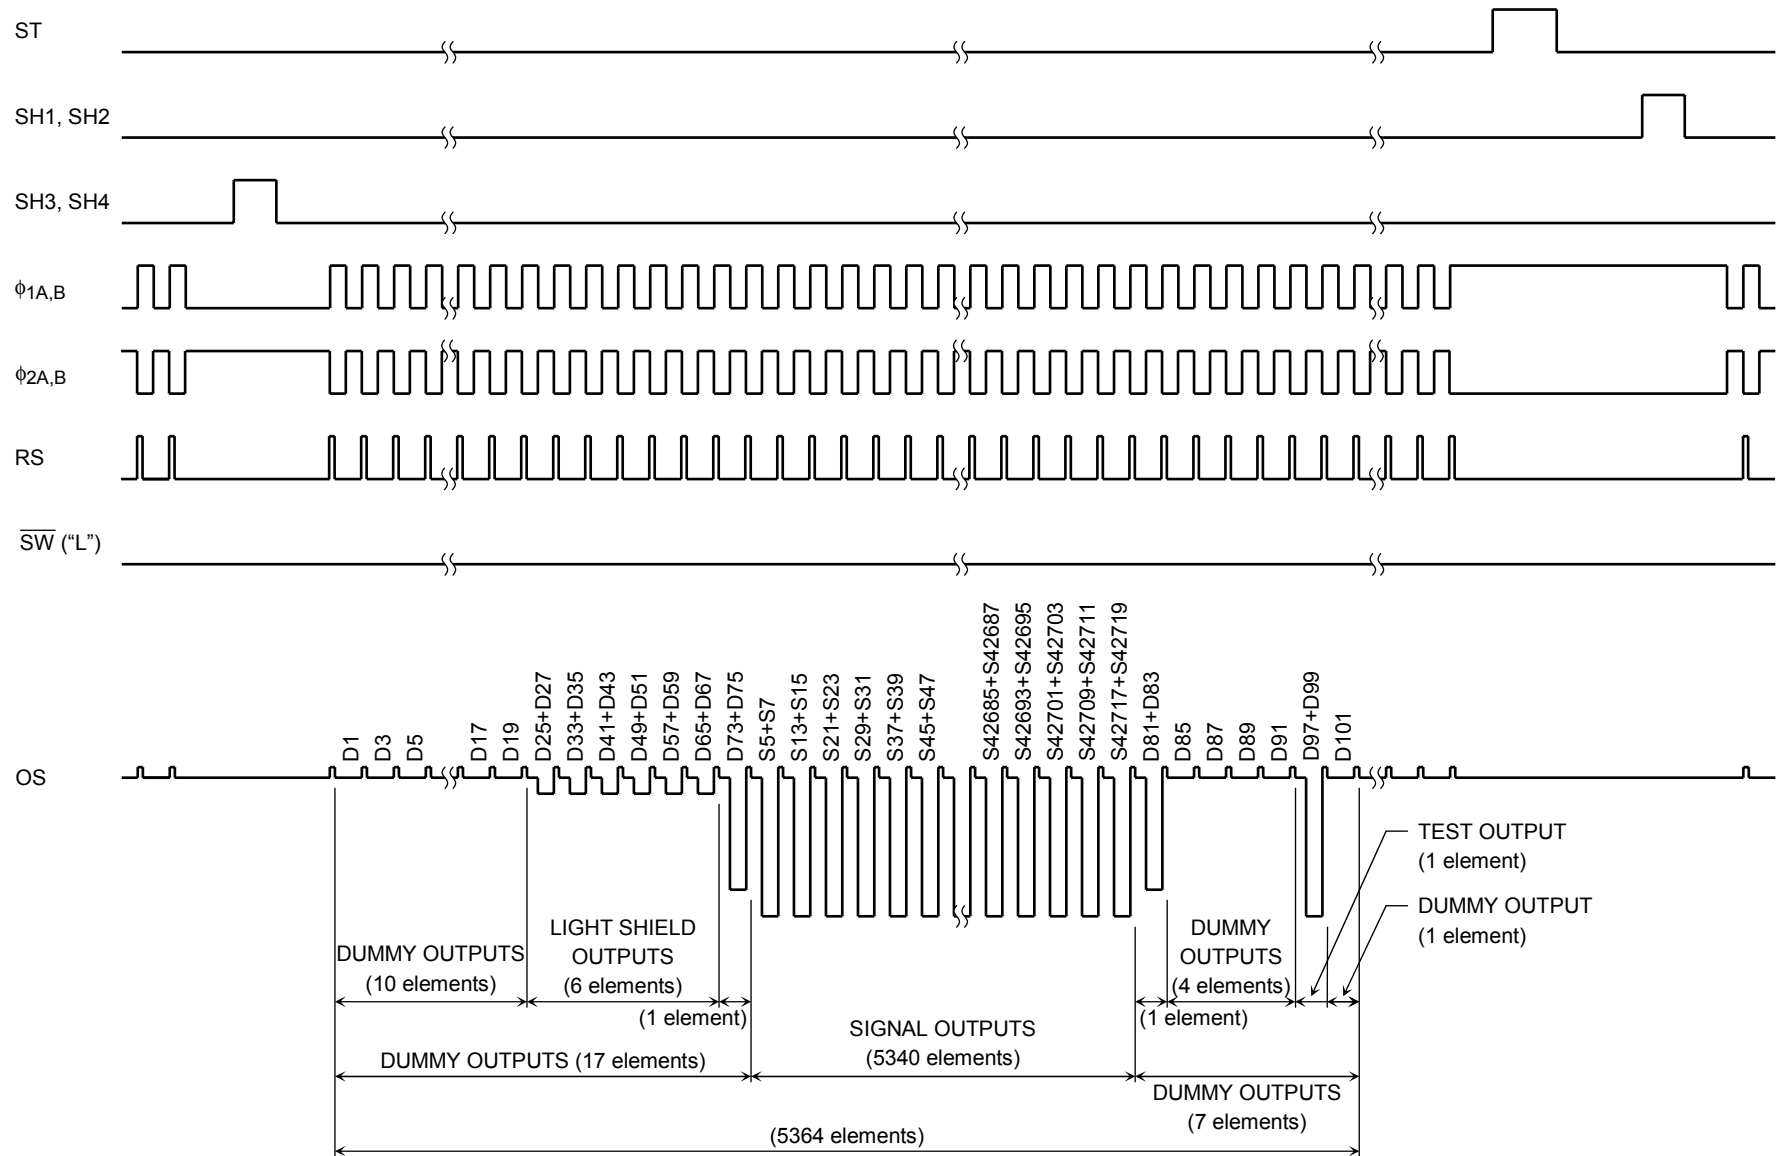 ST
SH1, SH2
SH3, SH4
ϕ1A,B
ϕ2A,B
RS
SW (“L”)
OS
D1
D3
D5
D17
D19
D25+D27
D33+D35
D41+D43
D49+D51
D57+D59
D65+D67
D73+D75
S5+S7
S13+S15
S21+S23
S29+S31
S37+S39
S45+S47
S42685+S42687
S42693+S42695
S42701+S42703
S42709+S42711
S42717+S42719
D81+D83
D85
D87
D89
D91
D97+D99
D101
TEST OUTPUT
(1 element)
DUMMY OUTPUT
(1 element)
DUMMY OUTPUTS
(10 elements)
LIGHT SHIELD
OUTPUTS
(6 elements)
(1 element)
DUMMY
OUTPUTS
(4 elements)
(1 element)
SIGNAL OUTPUTS
(5340 elements)
DUMMY OUTPUTS (17 elements)
DUMMY OUTPUTS
(7 elements)
(5364 elements)